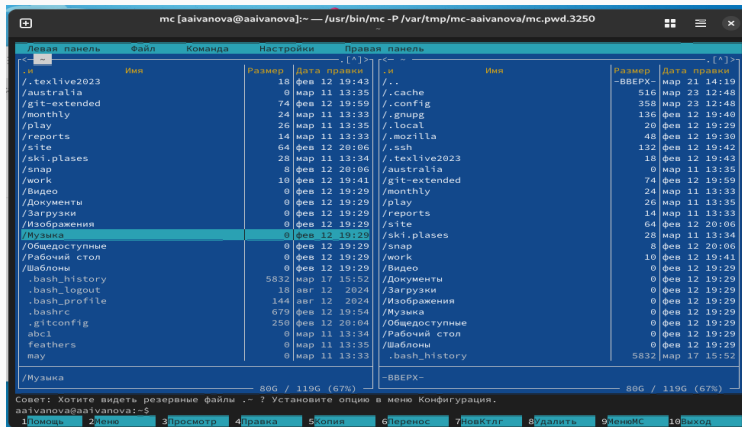 mc [aaivanova@aaivanova]:~ — /usr/bin/mc -P /var/tmp/mc-aaivanova/mc.pwd.3250
~
Левая панель Файл Команда Настройки Правая панель
<— ~ .[^]>
.и Имя Размер Дата правки
/.texlive2023 18 фев 12 19:43
/australia 0 мар 11 13:35
/git-extended 74 фев 12 19:59
/monthly 24 мар 11 13:33
/play 26 мар 11 13:35
/reports 14 мар 11 13:33
/site 64 фев 12 20:06
/ski.plases 28 мар 11 13:34
/snap 8 фев 12 20:06
/work 10 фев 12 19:41
/Видео 0 фев 12 19:29
/Документы 0 фев 12 19:29
/Загрузки 0 фев 12 19:29
/Изображения 0 фев 12 19:29
/Музыка 0 фев 12 19:29
/Общедоступные 0 фев 12 19:29
/Рабочий стол 0 фев 12 19:29
/Шаблоны 0 фев 12 19:29
.bash_history 5832 мар 17 15:52
.bash_logout 18 авг 12 2024
.bash_profile 144 авг 12 2024
.bashrc 679 фев 12 19:54
.gitconfig 250 фев 12 20:04
abc1 0 мар 11 13:34
feathers 0 мар 11 13:35
may 0 мар 11 13:33
/Музыка
80G / 119G (67%)
<— ~ .[^]>
.и Имя Размер Дата правки
/.. -ВВЕРХ- мар 21 14:19
/.cache 516 мар 23 12:48
/.config 358 мар 23 12:48
/.gnupg 136 фев 12 19:40
/.local 20 фев 12 19:29
/.mozilla 48 фев 12 19:30
/.ssh 132 фев 12 19:42
/.texlive2023 18 фев 12 19:43
/australia 0 мар 11 13:35
/git-extended 74 фев 12 19:59
/monthly 24 мар 11 13:33
/play 26 мар 11 13:35
/reports 14 мар 11 13:33
/site 64 фев 12 20:06
/ski.plases 28 мар 11 13:34
/snap 8 фев 12 20:06
/work 10 фев 12 19:41
/Видео 0 фев 12 19:29
/Документы 0 фев 12 19:29
/Загрузки 0 фев 12 19:29
/Изображения 0 фев 12 19:29
/Музыка 0 фев 12 19:29
/Общедоступные 0 фев 12 19:29
/Рабочий стол 0 фев 12 19:29
/Шаблоны 0 фев 12 19:29
.bash_history 5832 мар 17 15:52
-ВВЕРХ-
80G / 119G (67%)
Совет: Хотите видеть резервные файлы .~ ? Установите опцию в меню Конфигурация.
aaivanova@aaivanova:~$
1Помощь 2Меню 3Просмотр 4Правка 5Копия 6Перенос 7НовКтлг 8Удалить 9МенюМС 10Выход